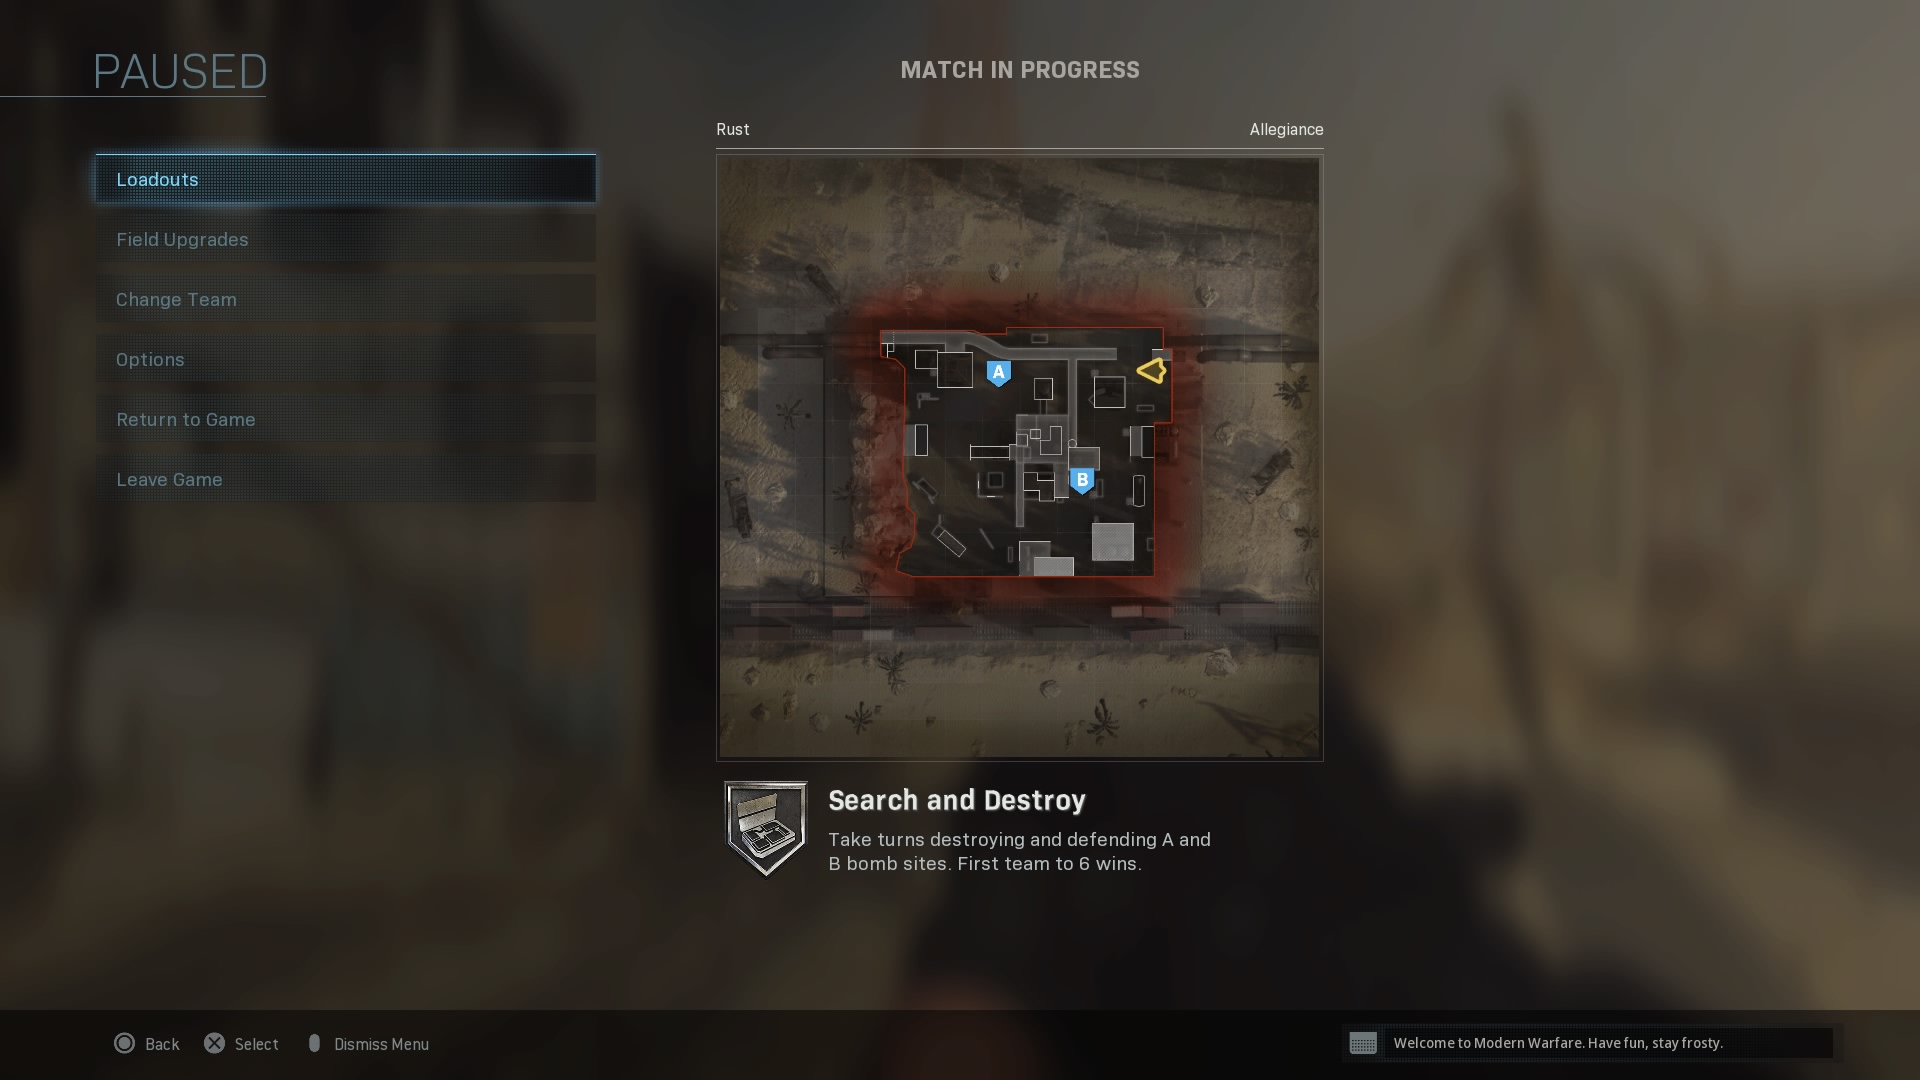 PAUSED
MATCH IN PROGRESS
Rust
Allegiance
Loadouts
Field Upgrades
Change Team
Options
Return to Game
Leave Game
A
B
Search and Destroy
Take turns destroying and defending A and
B bomb sites. First team to 6 wins.
Back
Select
Dismiss Menu
Welcome to Modern Warfare. Have fun, stay frosty.